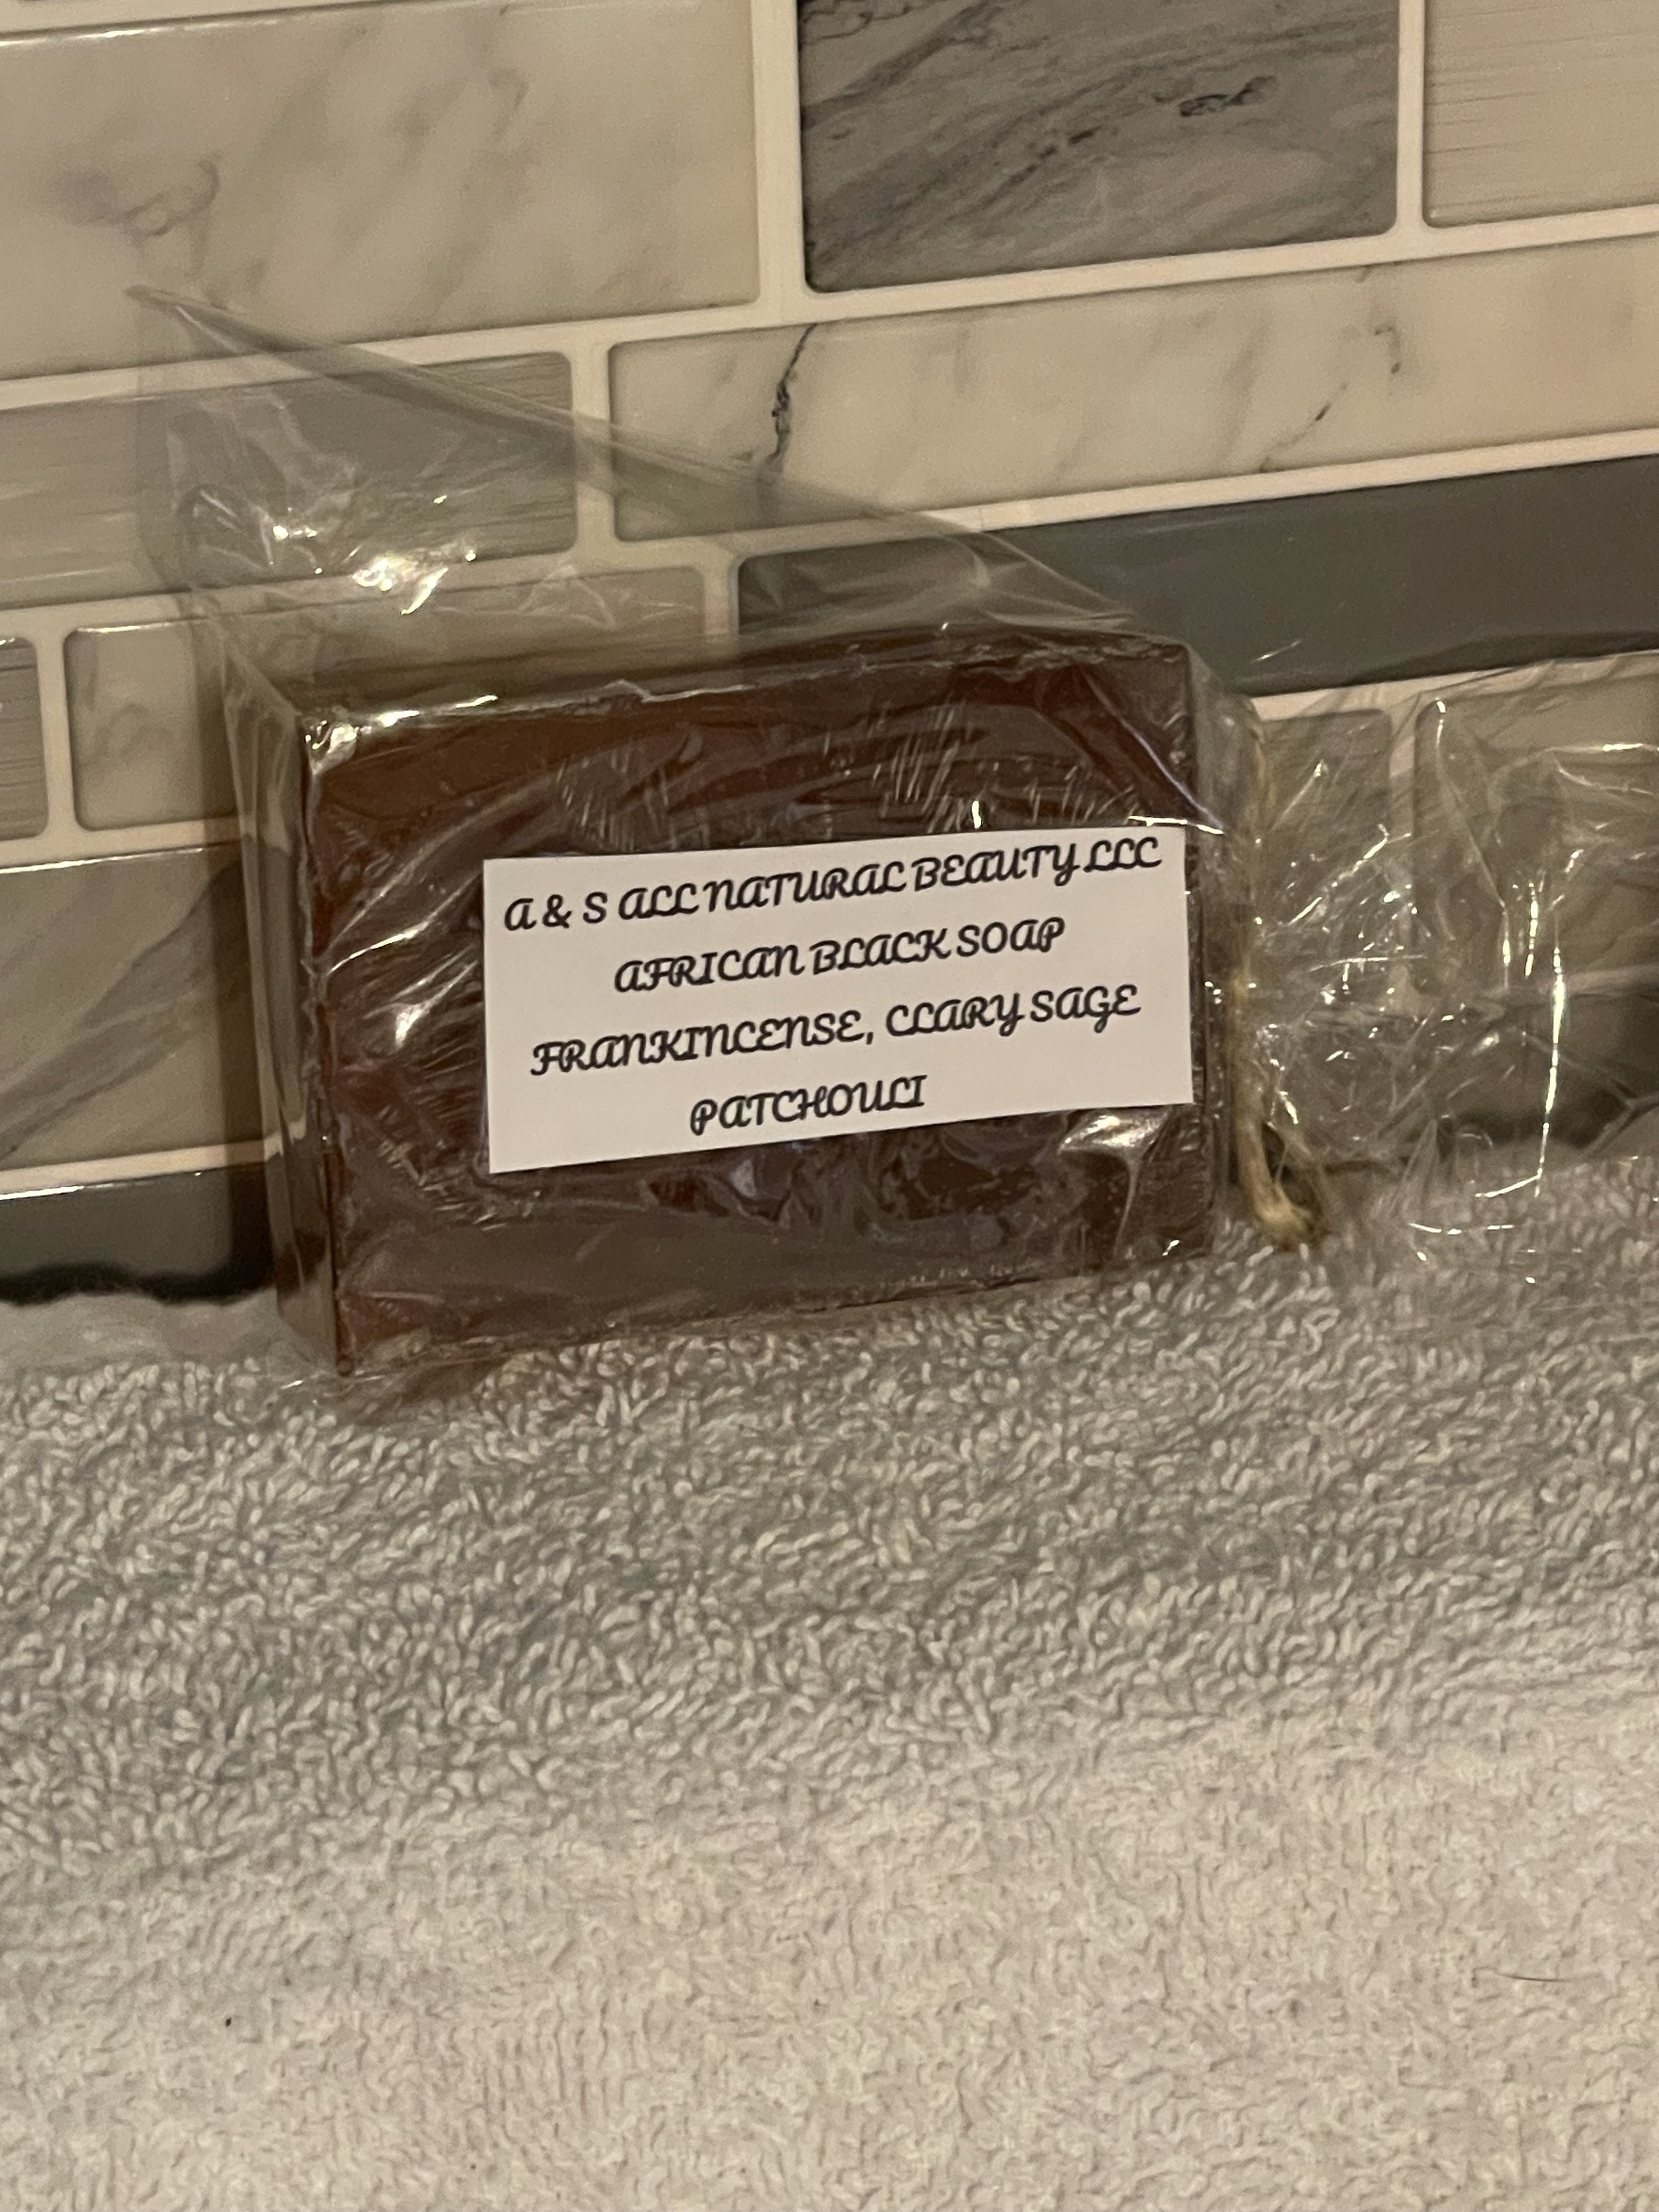 A & S ALL NATURAL BEAUTY LLC
AFRICAN BLACK SOAP
FRANKINCENSE, CLARY SAGE
PATCHOULI